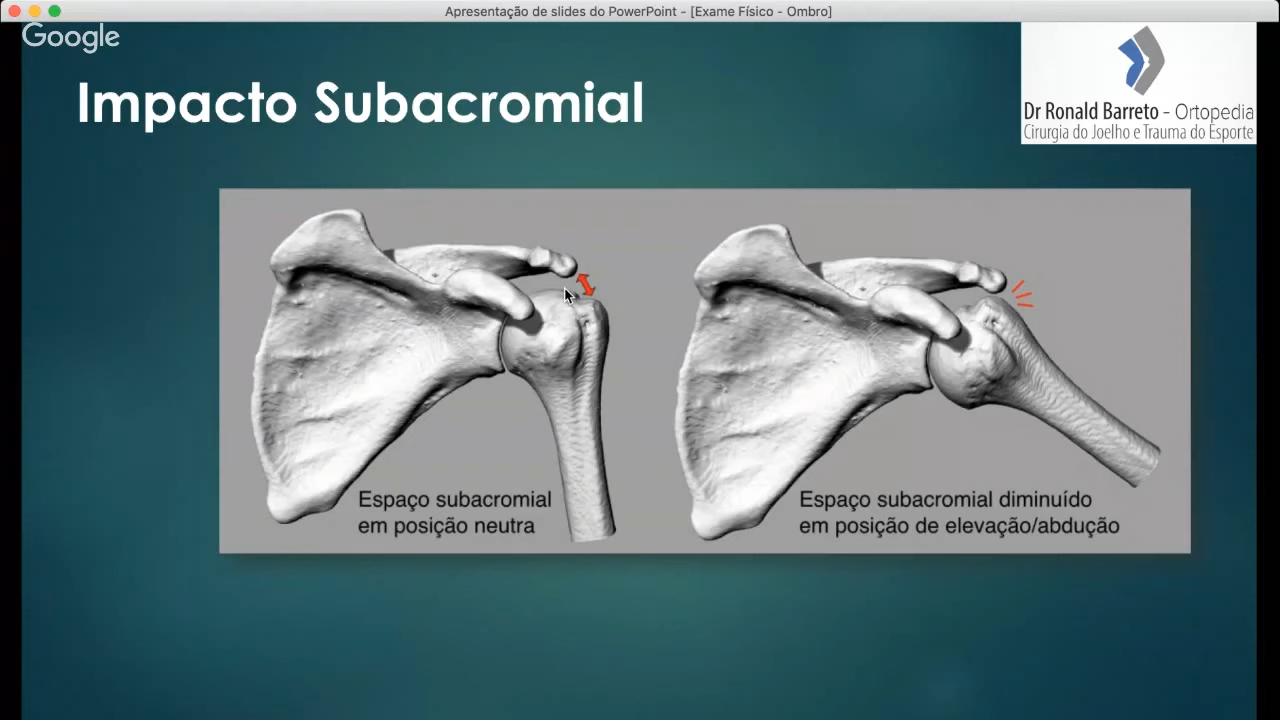 Apresentação de slides do PowerPoint - [Exame Físico - Ombro]
Google
Impacto Subacromial
Dr Ronald Barreto - Ortopedia
Cirurgia do Joelho e Trauma do Esporte
Espaço subacromial
em posição neutra
Espaço subacromial diminuído
em posição de elevação/abdução